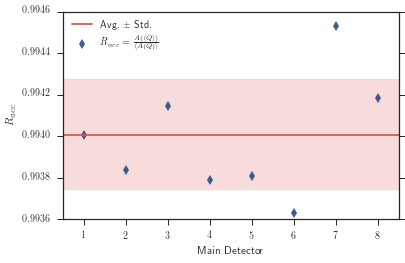 0.9946
Avg. ± Std.
R_acc = A(⟨Q⟩)/⟨A(Q)⟩
0.9944
0.9942
0.9940
0.9938
0.9936
R_acc
1 2 3 4 5 6 7 8
Main Detector